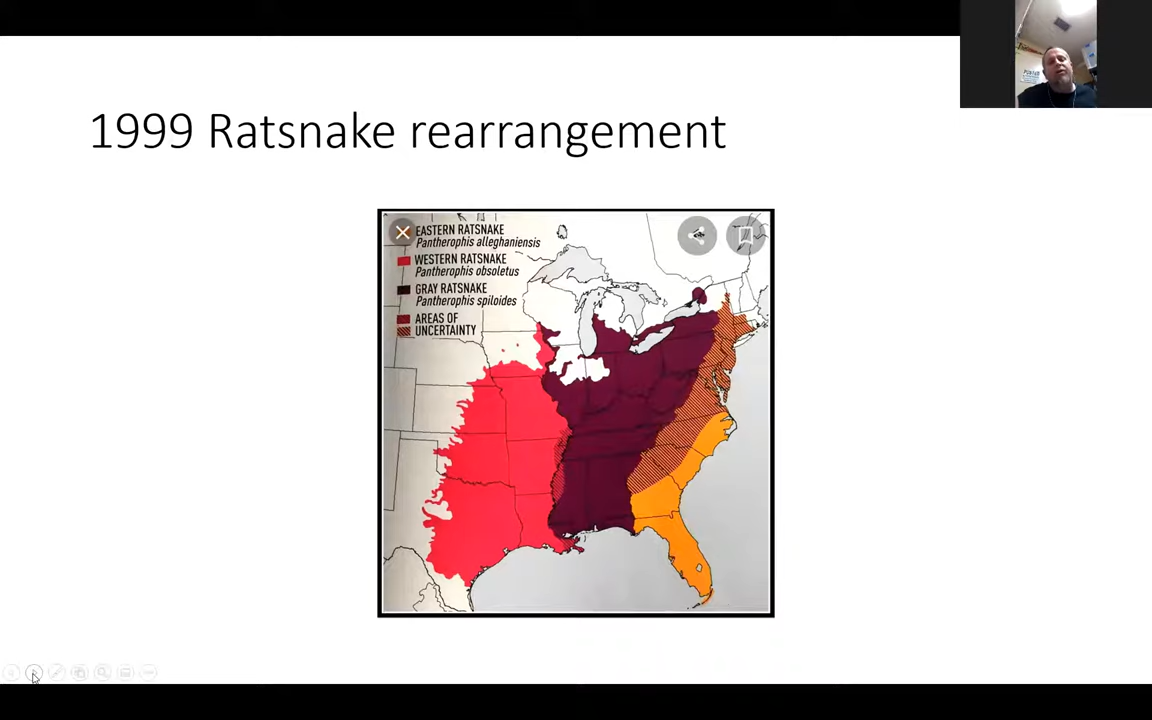 1999 Ratsnake rearrangement
EASTERN RATSNAKE
Pantherophis alleghaniensis
WESTERN RATSNAKE
Pantherophis obsoletus
GRAY RATSNAKE
Pantherophis spiloides
AREAS OF
UNCERTAINTY